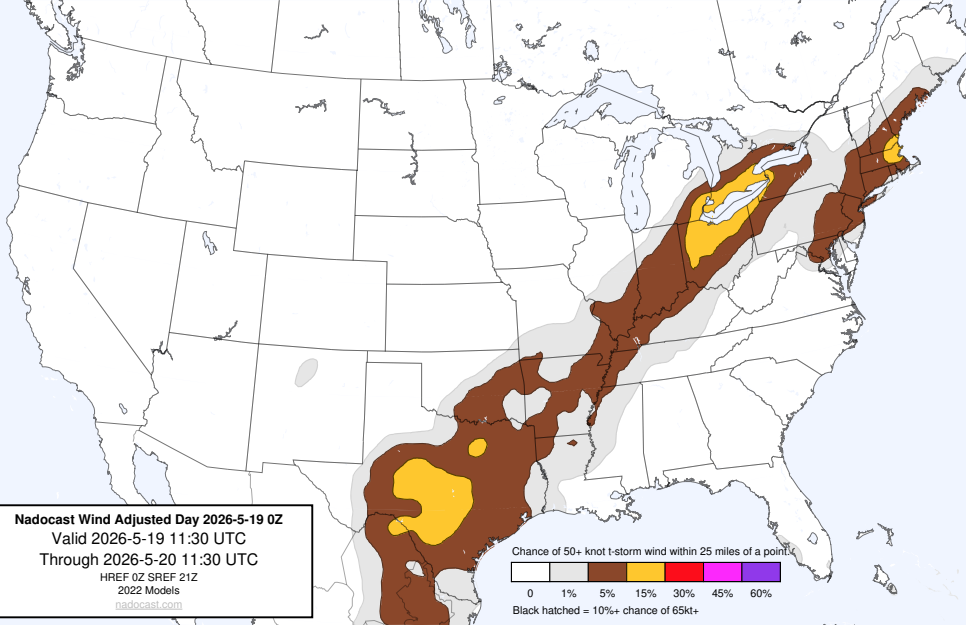 Nadocast Wind Adjusted Day 2026-5-19 0Z
Valid 2026-5-19 11:30 UTC
Through 2026-5-20 11:30 UTC
HREF 0Z SREF 21Z
2022 Models
nadocast.com
Chance of 50+ knot t-storm wind within 25 miles of a point.
0 1% 5% 15% 30% 45% 60%
Black hatched = 10%+ chance of 65kt+